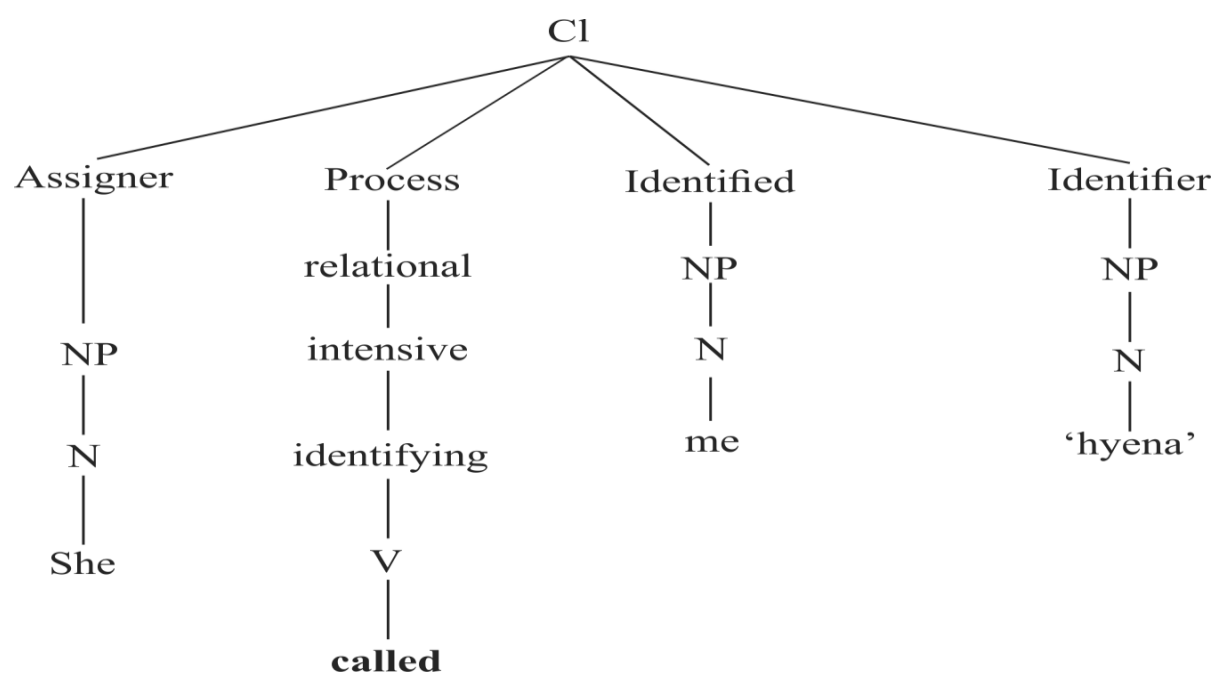 Cl
Assigner Process Identified Identifier
relational NP NP
NP intensive N N
N identifying me ‘hyena’
She V
called